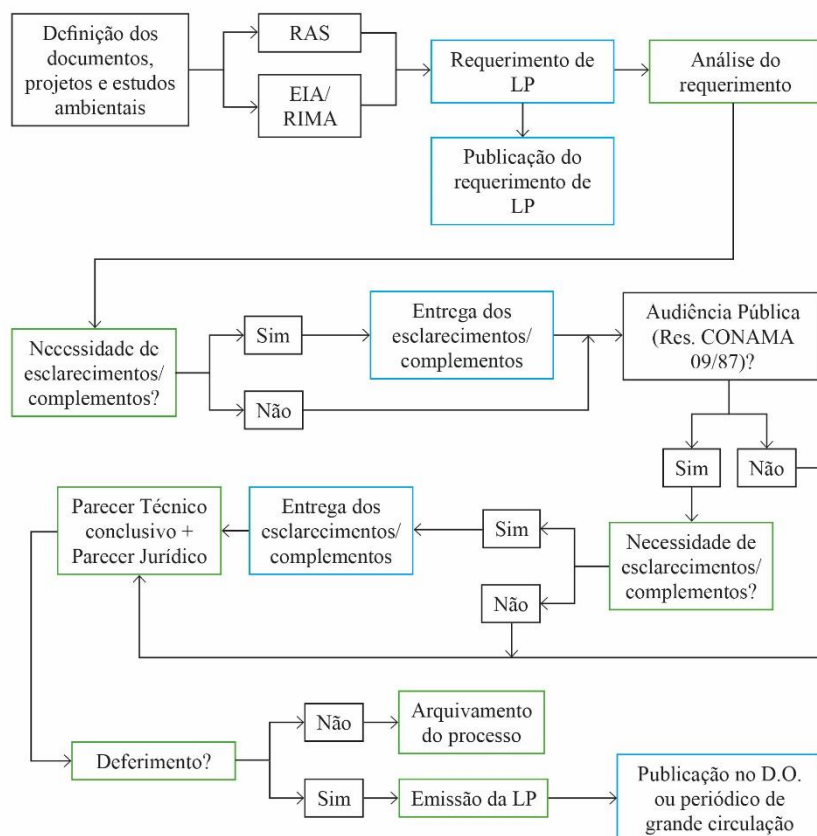 Definição dos
documentos,
projetos e estudos
ambientais
RAS
EIA/
RIMA
Requerimento de
LP
Análise do
requerimento
Publicação do
requerimento de
LP
Necessidade de
esclarecimentos/
complementos?
Sim
Não
Entrega dos
esclarecimentos/
complementos
Audiência Pública
(Res. CONAMA
09/87)?
Sim
Não
Necessidade de
esclarecimentos/
complementos?
Sim
Não
Entrega dos
esclarecimentos/
complementos
Parecer Técnico
conclusivo +
Parecer Jurídico
Deferimento?
Não
Arquivamento
do processo
Sim
Emissão da LP
Publicação no D.O.
ou periódico de
grande circulação